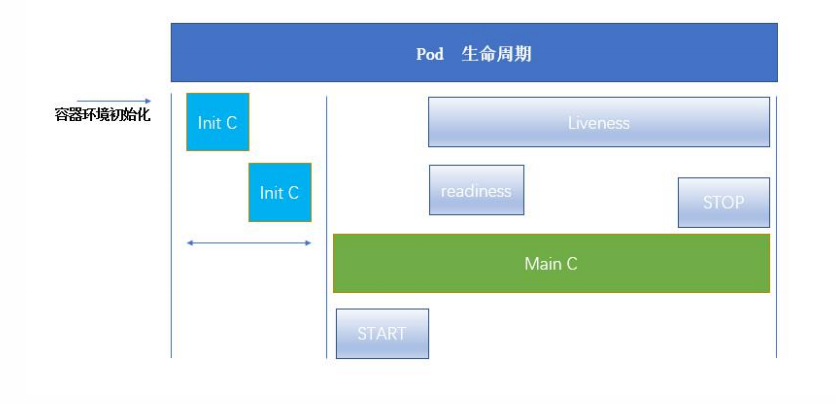 Pod 生命周期
容器环境初始化
Init C
Liveness
Init C
readiness
STOP
Main C
START